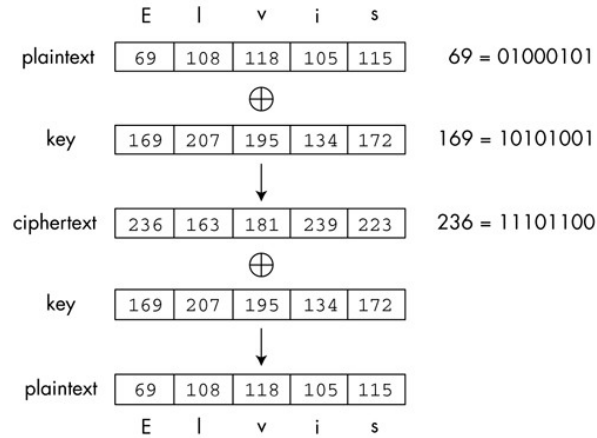 E l v i s
plaintext 69 108 118 105 115 69 = 01000101
⊕
key 169 207 195 134 172 169 = 10101001
ciphertext 236 163 181 239 223 236 = 11101100
⊕
key 169 207 195 134 172
plaintext 69 108 118 105 115
E l v i s